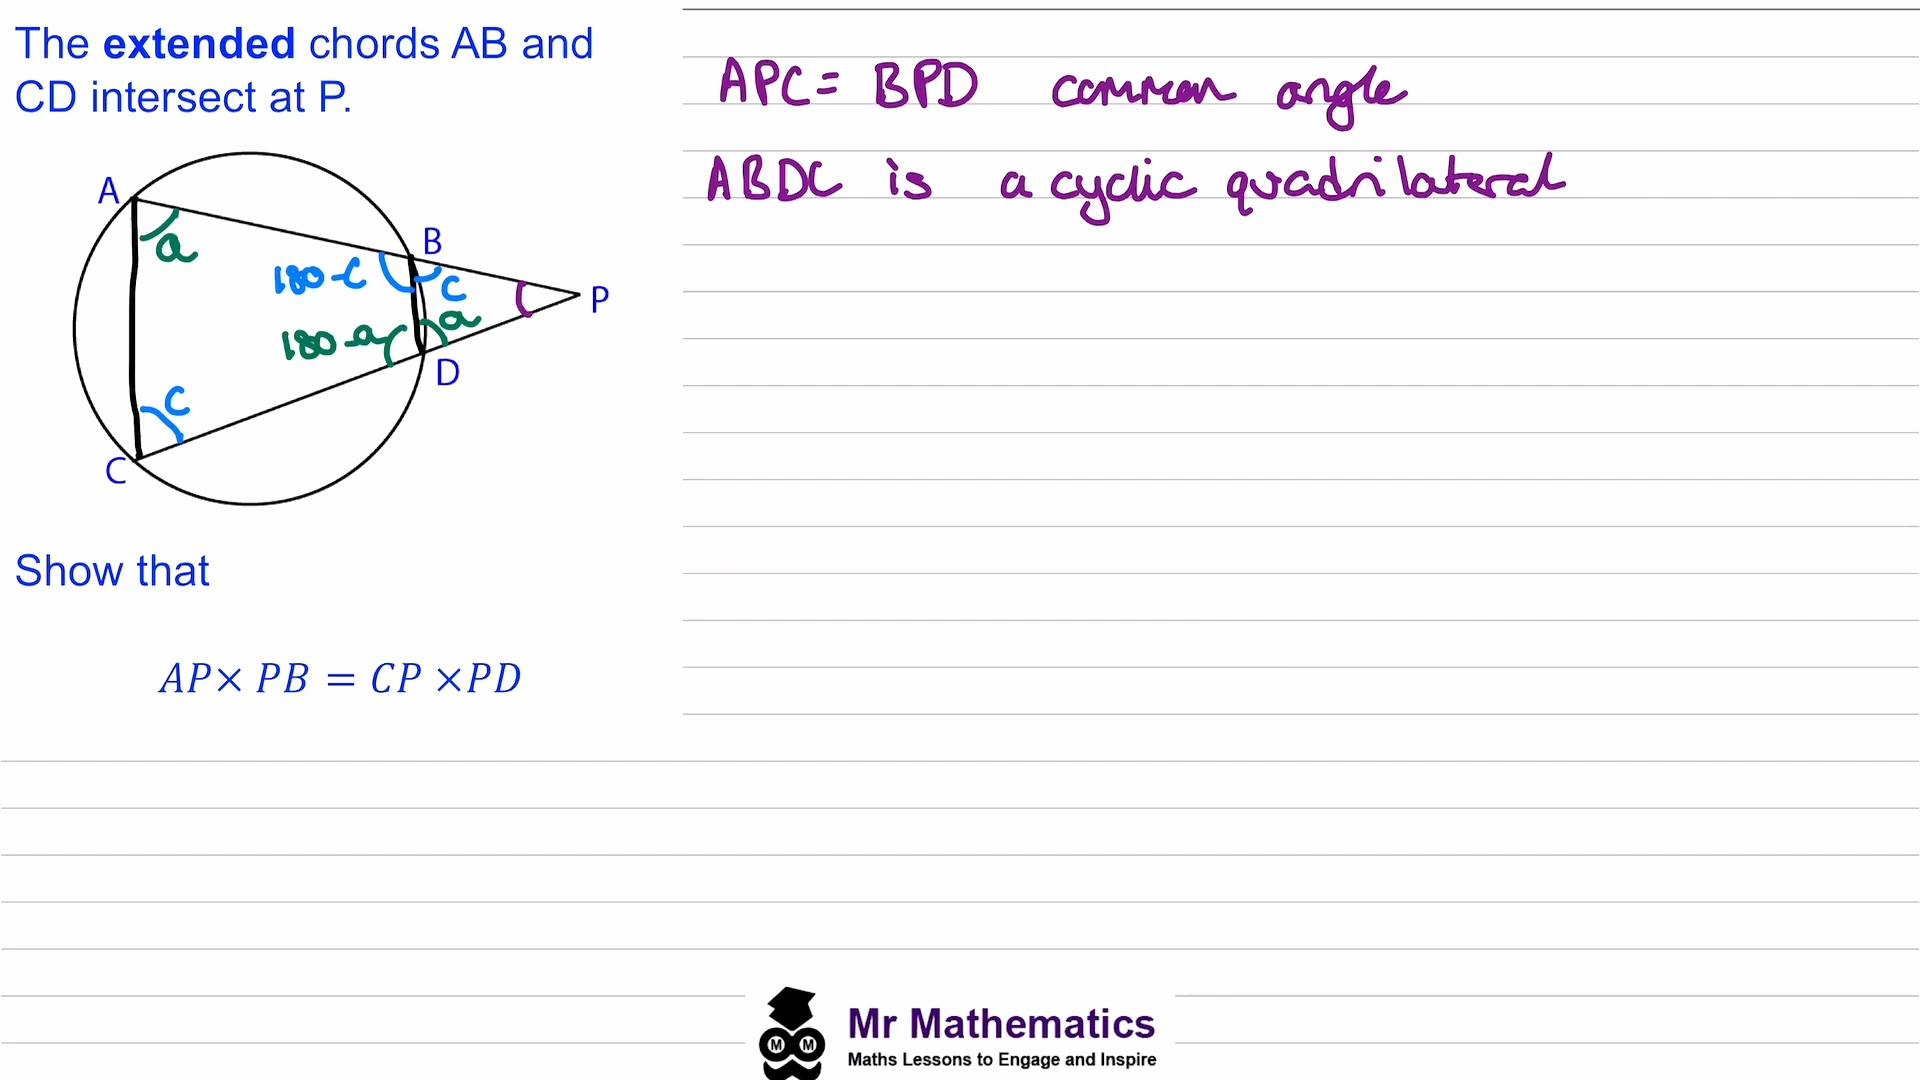 The extended chords AB and
CD intersect at P.
APC = BPD common angle
ABDC is a cyclic quadrilateral
A
a
B
180-c
c
P
180-a
a
D
c
C
Show that
AP× PB = CP ×PD
M M
Mr Mathematics
Maths Lessons to Engage and Inspire